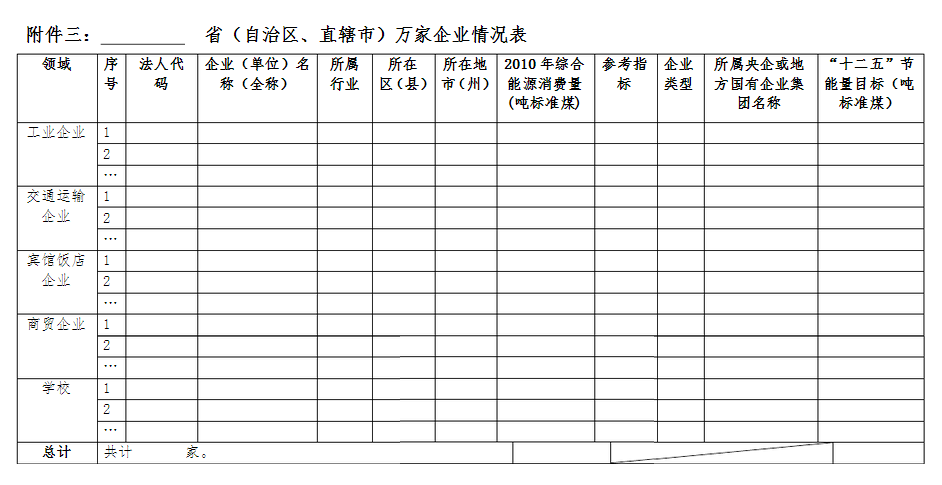 附件三：__________ 省（自治区、直辖市）万家企业情况表
领域 序号 法人代码 企业（单位）名称（全称） 所属行业 所在区（县） 所在地市（州） 2010 年综合能源消费量(吨标准煤) 参考指标 企业类型 所属央企或地方国有企业集团名称 “十二五”节能量目标（吨标准煤）
工业企业 1
2
…
交通运输企业 1
2
…
宾馆饭店企业 1
2
…
商贸企业 1
2
…
学校 1
2
…
总计 共计 家。